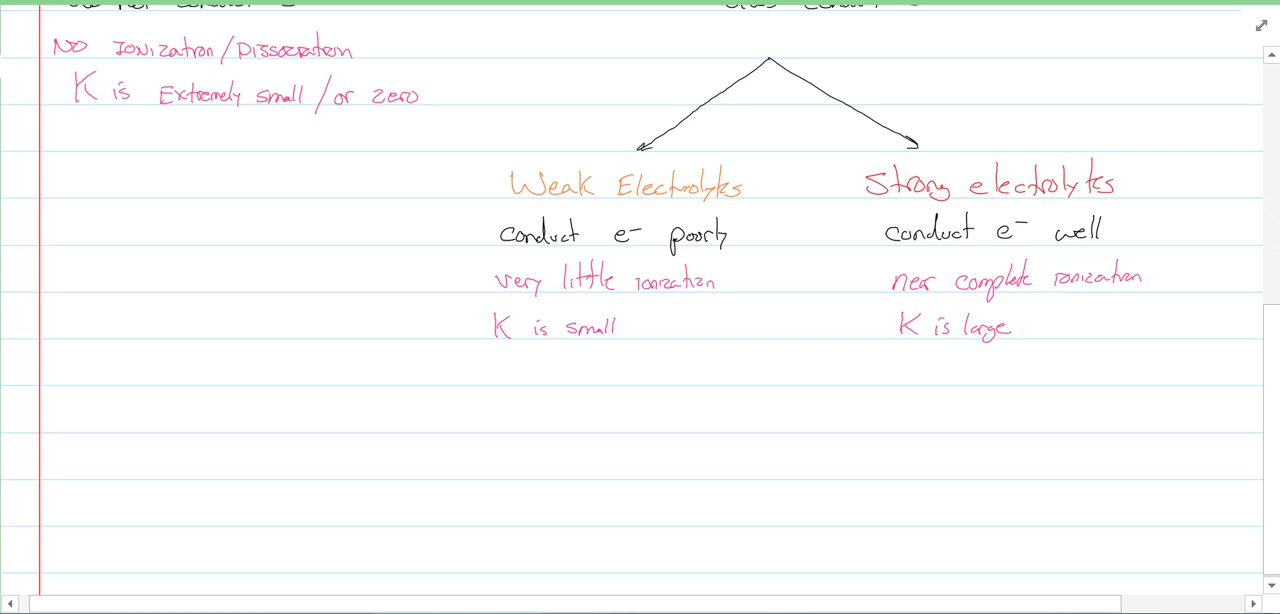 No Ionization/Dissociation
K is Extremely small/or zero
Weak Electrolytes
conduct e- poorly
very little ionization
K is small
Strong electrolytes
conduct e- well
near complete ionization
K is large